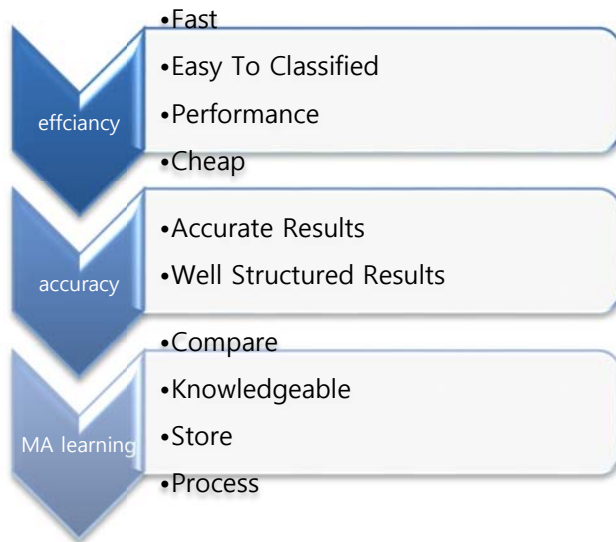 effciancy
•Fast
•Easy To Classified
•Performance
•Cheap
accuracy
•Accurate Results
•Well Structured Results
MA learning
•Compare
•Knowledgeable
•Store
•Process